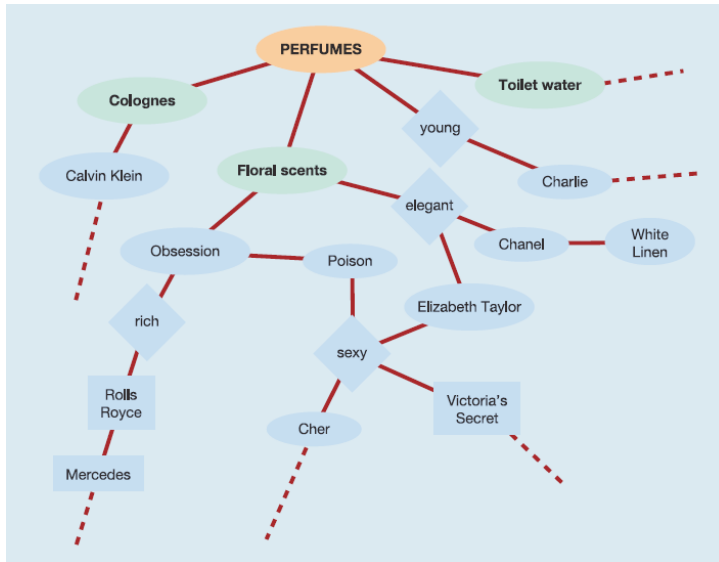 PERFUMES
Toilet water
Colognes
young
Calvin Klein
Floral scents
Charlie
elegant
Chanel
White
Linen
Obsession
Poison
Elizabeth Taylor
rich
sexy
Rolls
Royce
Victoria's
Secret
Cher
Mercedes